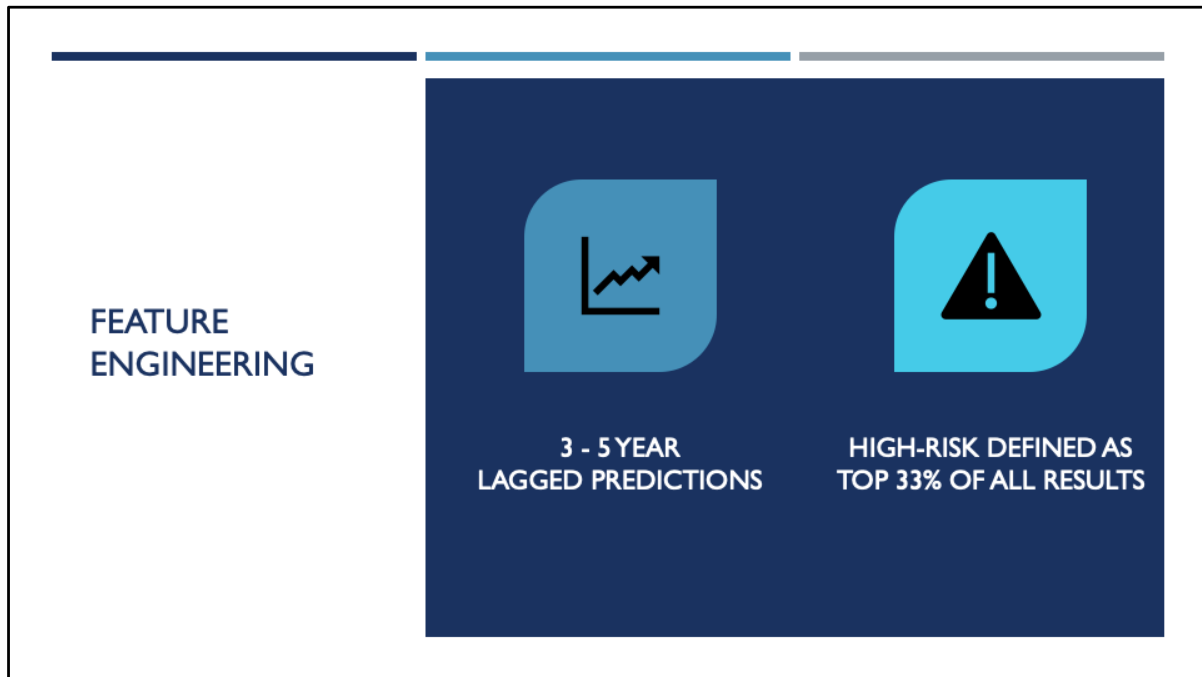 FEATURE
ENGINEERING
3 - 5 YEAR
LAGGED PREDICTIONS
HIGH-RISK DEFINED AS
TOP 33% OF ALL RESULTS